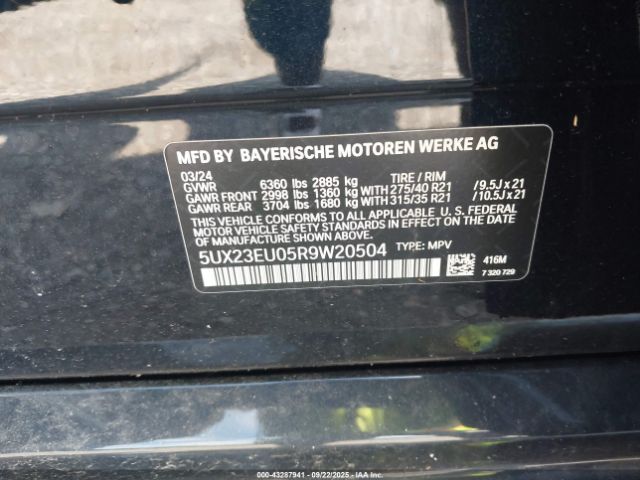 MFD BY BAYERISCHE MOTOREN WERKE AG
03/24 TIRE / RIM
GVWR 6360 lbs 2885 kg
GAWR FRONT 2998 lbs 1360 kg WITH 275/40 R21 / 9.5J x 21
GAWR REAR 3704 lbs 1680 kg WITH 315/35 R21 / 10.5J x 21
THIS VEHICLE CONFORMS TO ALL APPLICABLE U. S. FEDERAL
MOTOR VEHICLE SAFETY STANDARDS IN EFFECT ON THE
DATE OF MANUFACTURE SHOWN ABOVE.
5UX23EU05R9W20504 TYPE: MPV
416M
7 320 729
000-43287941 - 09/22/2025 - © IAA, Inc.